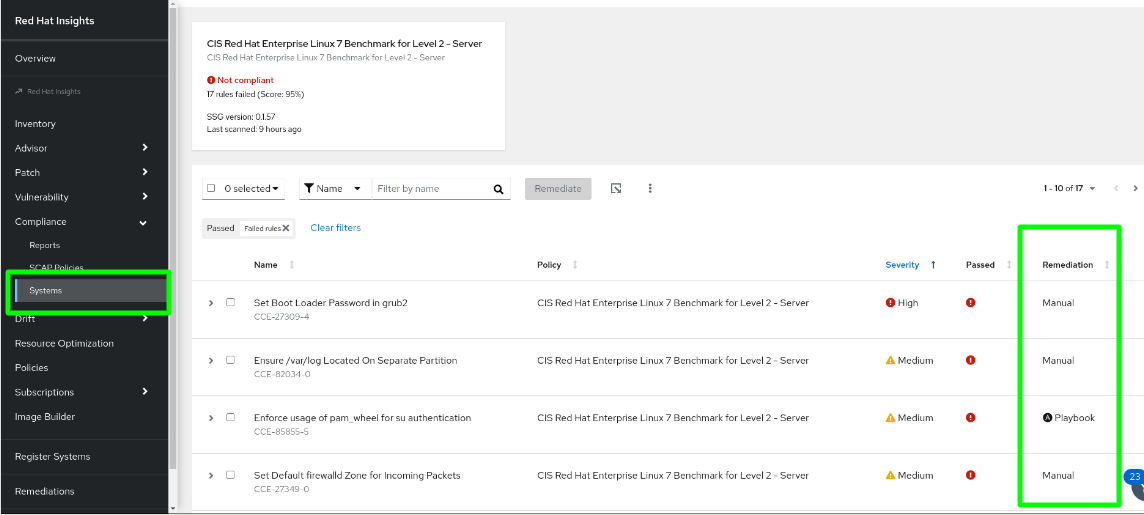 Red Hat Insights
Overview
Red Hat Insights
Inventory
Advisor
Patch
Vulnerability
Compliance
Reports
SCAP Policies
Systems
Drift
Resource Optimization
Policies
Subscriptions
Image Builder
Register Systems
Remediations
CIS Red Hat Enterprise Linux 7 Benchmark for Level 2 - Server
CIS Red Hat Enterprise Linux 7 Benchmark for Level 2 - Server
Not compliant
17 rules failed (Score: 95%)
SSG version: 0.1.57
Last scanned: 9 hours ago
0 selected Name Filter by name Remediate 1 - 10 of 17
Passed Failed rules Clear filters
Name Policy Severity Passed Remediation
Set Boot Loader Password in grub2 CIS Red Hat Enterprise Linux 7 Benchmark for Level 2 - Server High Manual
CCE-27309-4
Ensure /var/log Located On Separate Partition CIS Red Hat Enterprise Linux 7 Benchmark for Level 2 - Server Medium Manual
CCE-82034-0
Enforce usage of pam_wheel for su authentication CIS Red Hat Enterprise Linux 7 Benchmark for Level 2 - Server Medium Playbook
CCE-85855-5
Set Default firewalld Zone for Incoming Packets CIS Red Hat Enterprise Linux 7 Benchmark for Level 2 - Server Medium Manual
CCE-27349-0
23